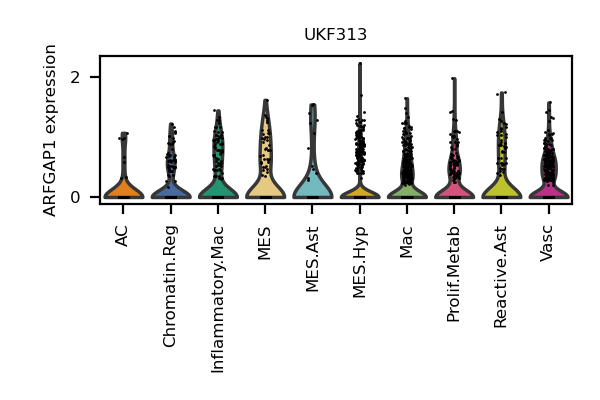 UKF313
ARFGAP1 expression
2
0
AC
Chromatin.Reg
Inflammatory.Mac
MES
MES.Ast
MES.Hyp
Mac
Prolif.Metab
Reactive.Ast
Vasc